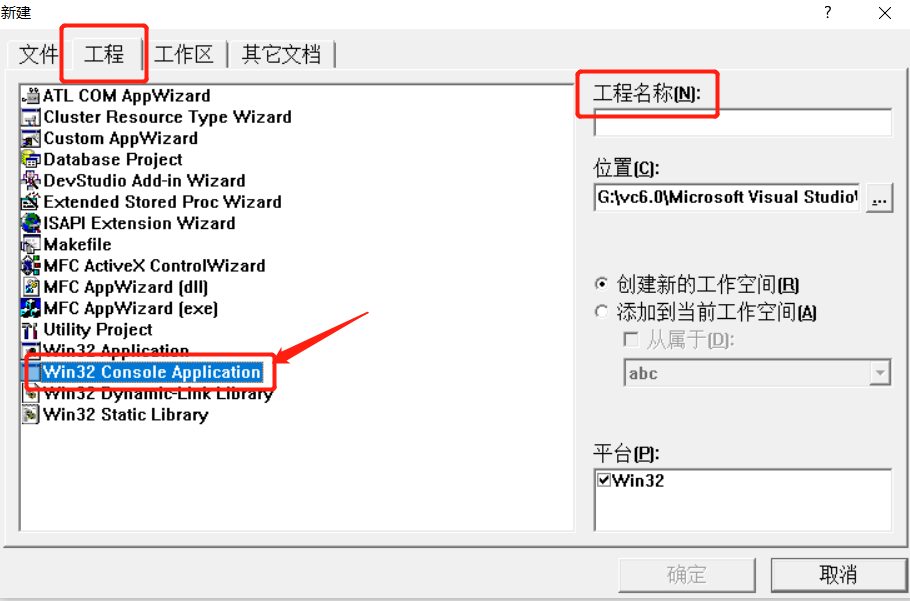 新建
文件 工程 工作区 其它文档
ATL COM AppWizard
Cluster Resource Type Wizard
Custom AppWizard
Database Project
DevStudio Add-in Wizard
Extended Stored Proc Wizard
ISAPI Extension Wizard
Makefile
MFC ActiveX ControlWizard
MFC AppWizard (dll)
MFC AppWizard (exe)
Utility Project
Win32 Application
Win32 Console Application
Win32 Dynamic-Link Library
Win32 Static Library
工程名称(N):
位置(C):
G:\vc6.0\Microsoft Visual Studio\
...
创建新的工作空间(R)
添加到当前工作空间(A)
从属于(D):
abc
平台(P):
Win32
确定 取消